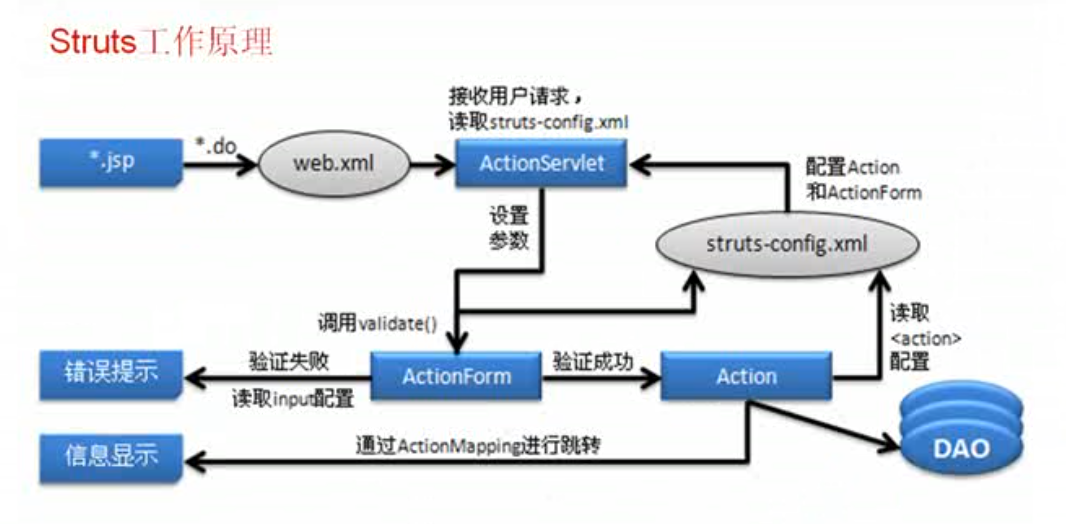 Struts工作原理
接收用户请求，
读取struts-config.xml
*.jsp
*.do
web.xml
ActionServlet
配置Action
和ActionForm
设置
参数
struts-config.xml
调用validate()
读取
<action>
配置
错误提示
验证失败
读取input配置
ActionForm
验证成功
Action
信息显示
通过ActionMapping进行跳转
DAO